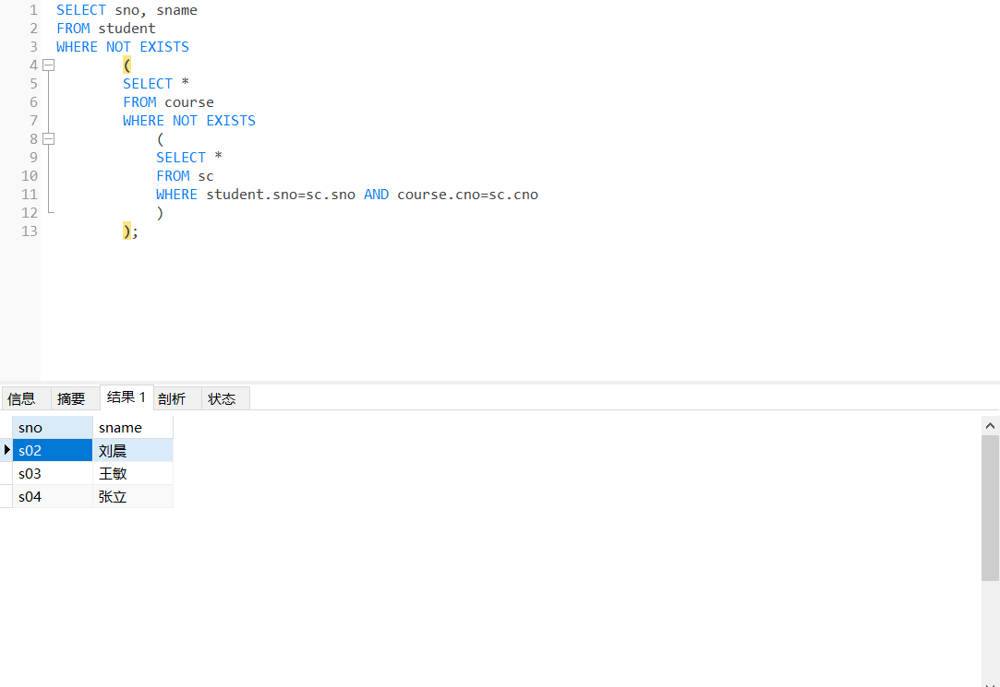 1 SELECT sno, sname
2 FROM student
3 WHERE NOT EXISTS
4 (
5 SELECT *
6 FROM course
7 WHERE NOT EXISTS
8 (
9 SELECT *
10 FROM sc
11 WHERE student.sno=sc.sno AND course.cno=sc.cno
12 )
13 );
信息 摘要 结果 1 剖析 状态
sno sname
s02 刘晨
s03 王敏
s04 张立